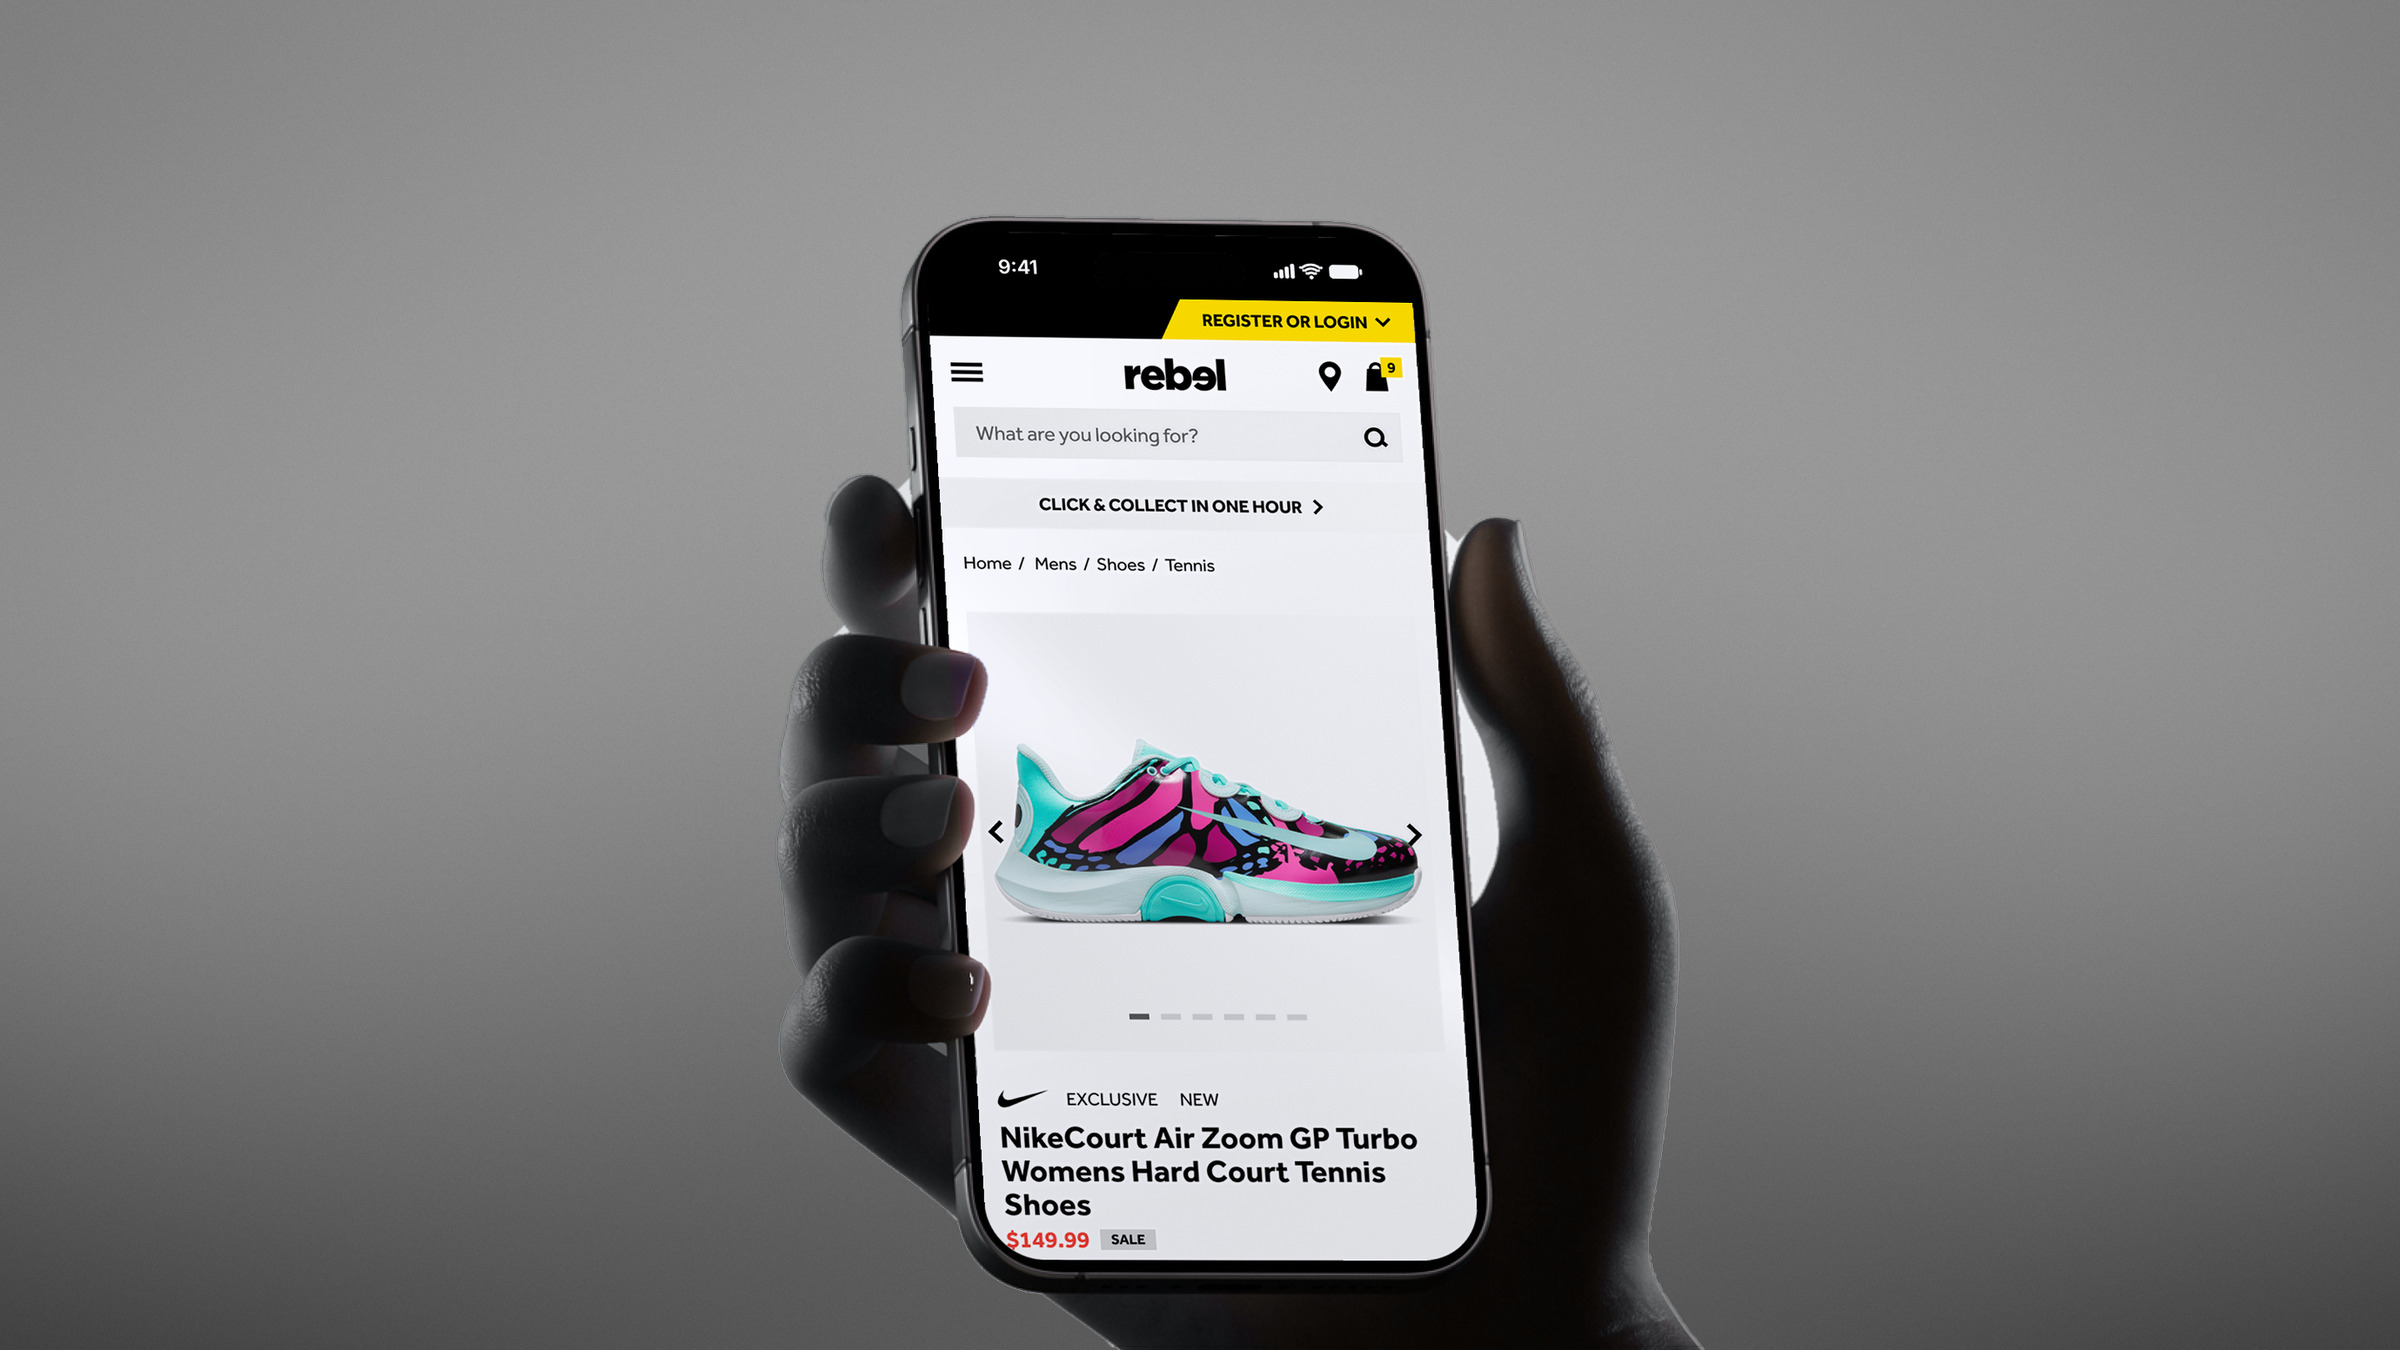 9:41
REGISTER OR LOGIN
rebel
9
What are you looking for?
CLICK & COLLECT IN ONE HOUR
Home / Mens / Shoes / Tennis
EXCLUSIVE NEW
NikeCourt Air Zoom GP Turbo
Womens Hard Court Tennis
Shoes
$149.99 SALE